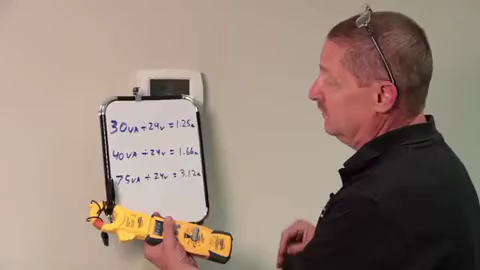 30VA ÷ 24V = 1.25A
40VA ÷ 24V = 1.66A
75VA ÷ 24V = 3.12A